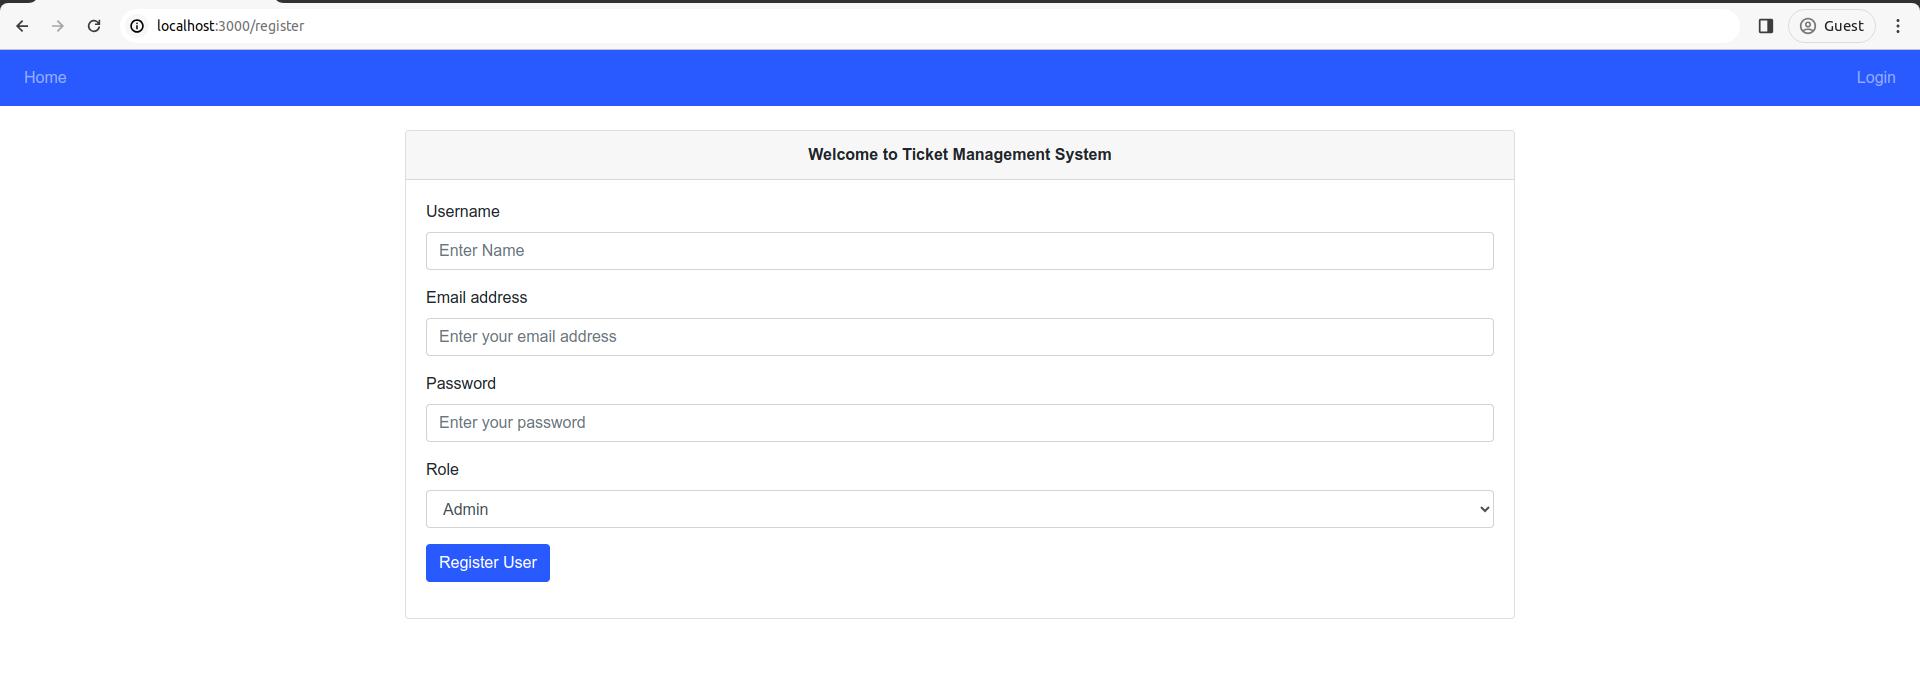 localhost:3000/register
Guest
Home
Login
Welcome to Ticket Management System
Username
Enter Name
Email address
Enter your email address
Password
Enter your password
Role
Admin
Register User